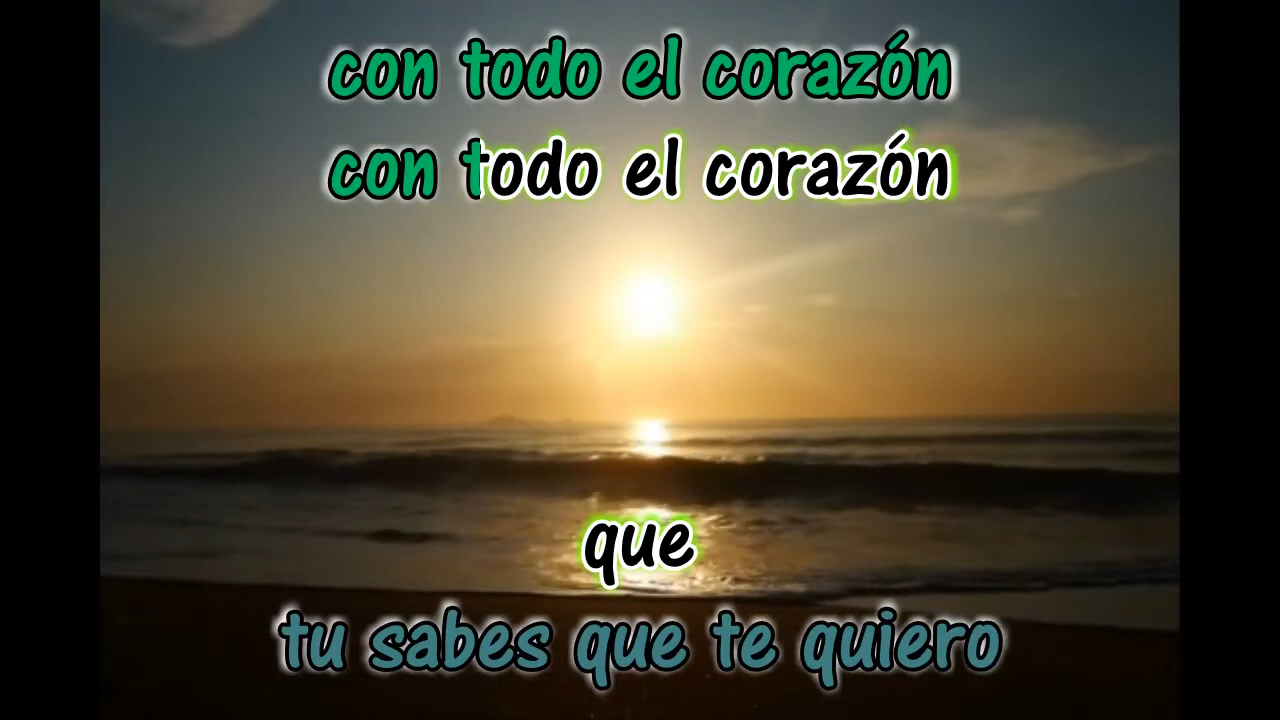 con todo el corazón
con todo el corazón
que
tu sabes que te quiero